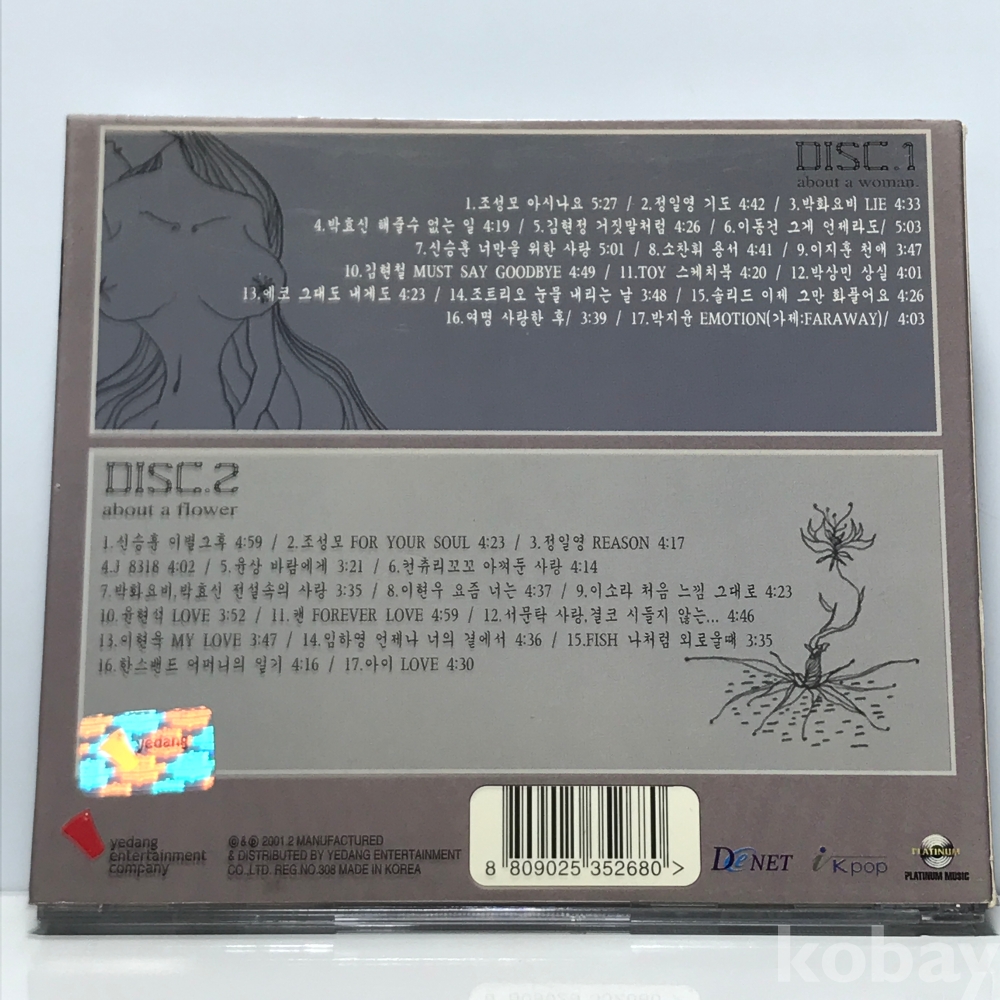 DISC.1
about a woman.
1.조성모 아시나요 5:27 / 2.정일영 기도 4:42 / 3.박화요비 LIE 4:33
4.박효신 해줄수 없는 일 4:19 / 5.김현정 거짓말처럼 4:26 / 6.이동건 그게 언제라도/ 5:03
7.신승훈 너만을 위한 사랑 5:01 / 8.소찬휘 용서 4:41 / 9.이지훈 천애 3:47
10.김현철 MUST SAY GOODBYE 4:49 / 11.TOY 스케치북 4:20 / 12.박상민 상실 4:01
13.에코 그대도 내게도 4:23 / 14.조트리오 눈물 내리는 날 3:48 / 15.솔리드 이제 그만 화풀어요 4:26
16.여명 사랑한 후/ 3:39 / 17.박지윤 EMOTION(가제:FARAWAY)/ 4:03
DISC.2
about a flower
1.신승훈 이별그후 4:59 / 2.조성모 FOR YOUR SOUL 4:23 / 3.정일영 REASON 4:17
4.J 8318 4:02 / 5.윤상 바람에게 3:21 / 6.컨츄리꼬꼬 아껴둔 사랑 4:14
7.박화요비,박효신 전설속의 사랑 3:35 / 8.이현우 요즘 너는 4:37 / 9.이소라 처음 느낌 그대로 4:23
10.윤현석 LOVE 3:52 / 11.캔 FOREVER LOVE 4:59 / 12.서문탁 사랑,결코 시들지 않는... 4:46
13.이현욱 MY LOVE 3:47 / 14.임하영 언제나 너의 곁에서 4:36 / 15.FISH 나처럼 외로울때 3:35
16.한스밴드 어머니의 일기 4:16 / 17.아이 LOVE 4:30
yedang
yedang
entertainment
company
©&℗ 2001.2 MANUFACTURED
& DISTRIBUTED BY YEDANG ENTERTAINMENT
CO.,LTD. REG NO.308 MADE IN KOREA
8 809025 352680 >
DeNET
i Kpop
PLATINUM
PLATINUM MUSIC
kobay